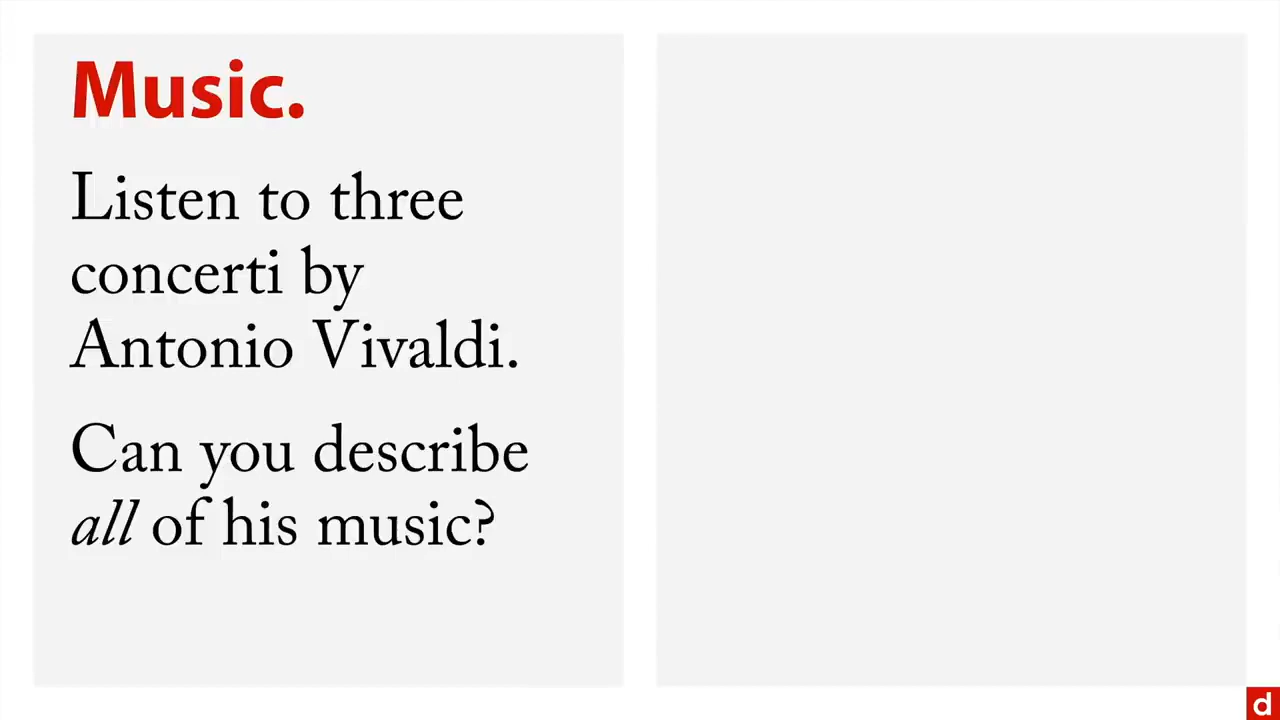 Music.
Listen to three
concerti by
Antonio Vivaldi.
Can you describe
all of his music?
d